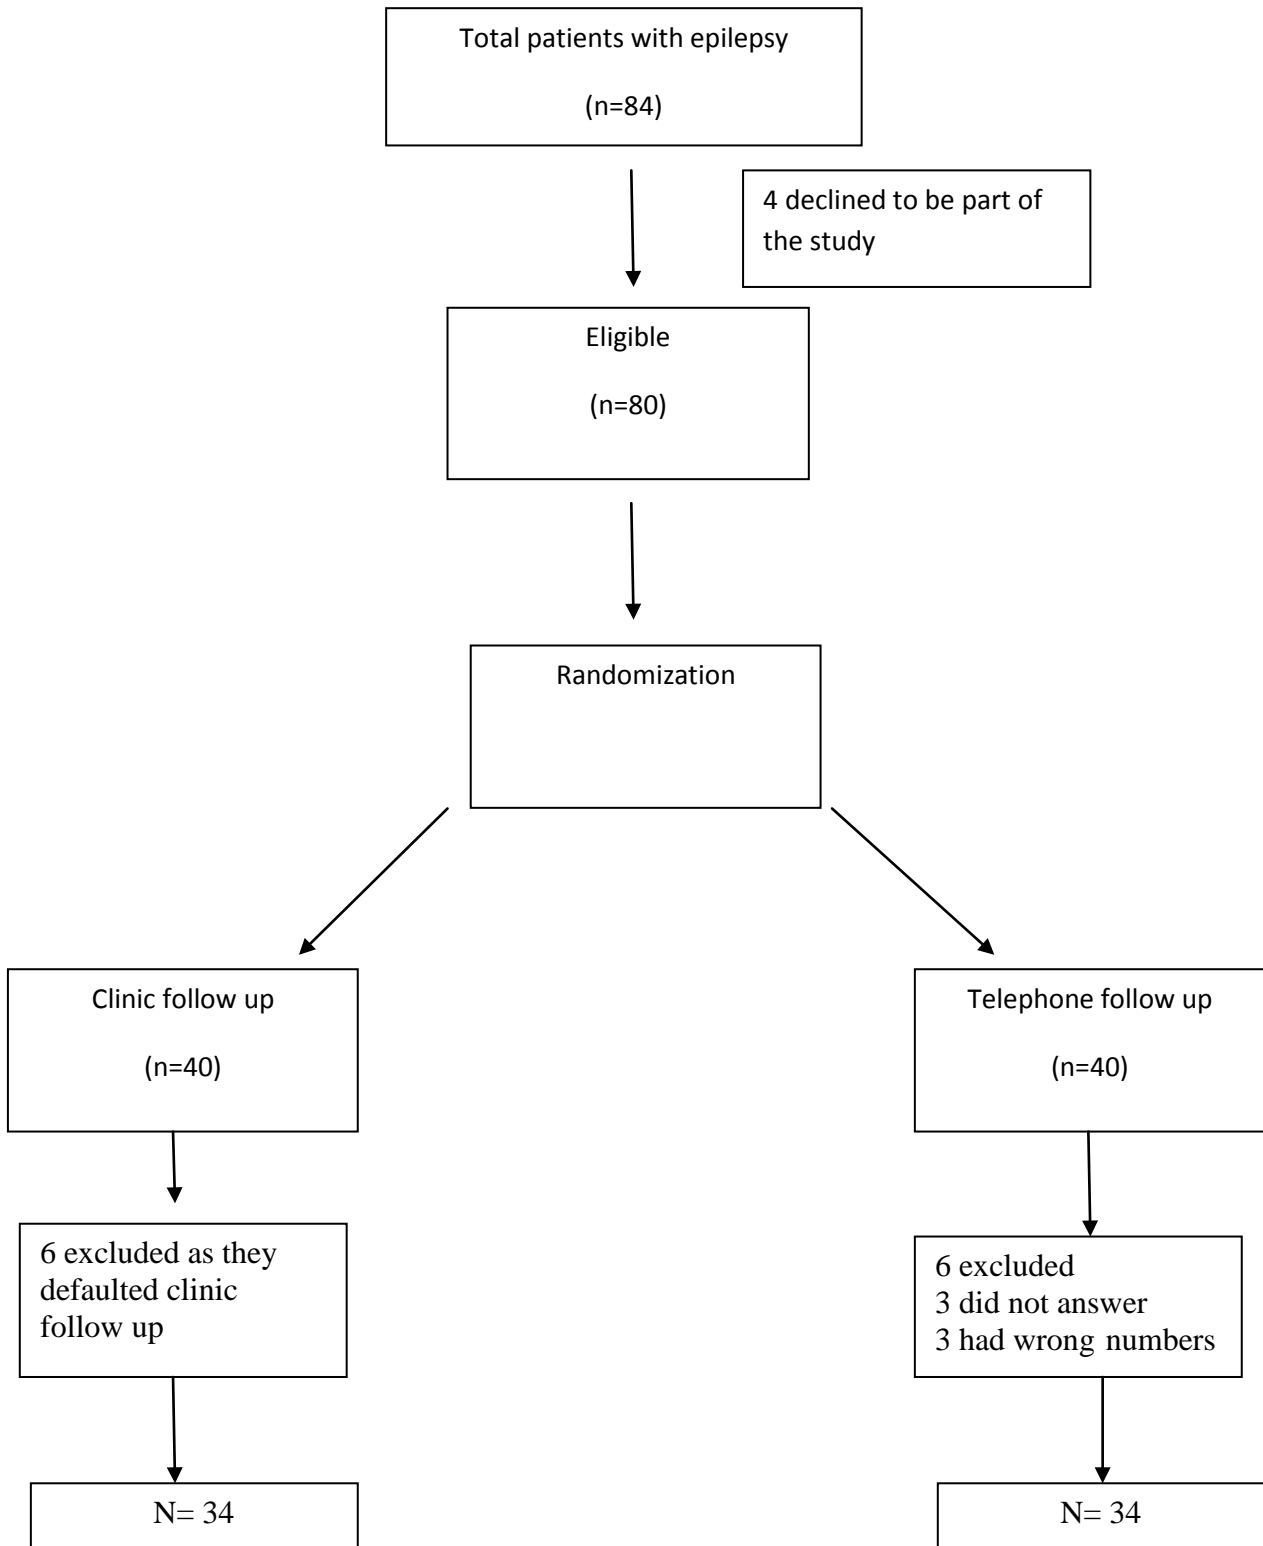 Total patients with epilepsy
(n=84)
4 declined to be part of
the study
Eligible
(n=80)
Randomization
Clinic follow up
(n=40)
Telephone follow up
(n=40)
6 excluded as they
defaulted clinic
follow up
6 excluded
3 did not answer
3 had wrong numbers
N= 34
N= 34